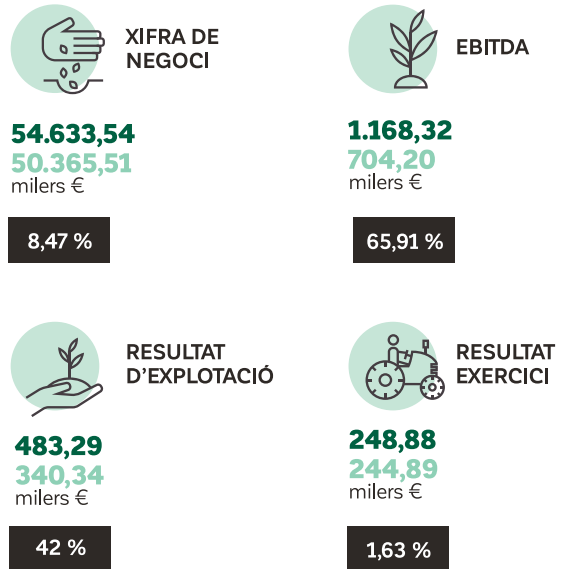 XIFRA DE
NEGOCI
54.633,54
50.365,51
milers €
8,47 %
EBITDA
1.168,32
704,20
milers €
65,91 %
RESULTAT
D'EXPLOTACIÓ
483,29
340,34
milers €
42 %
RESULTAT
EXERCICI
248,88
244,89
milers €
1,63 %